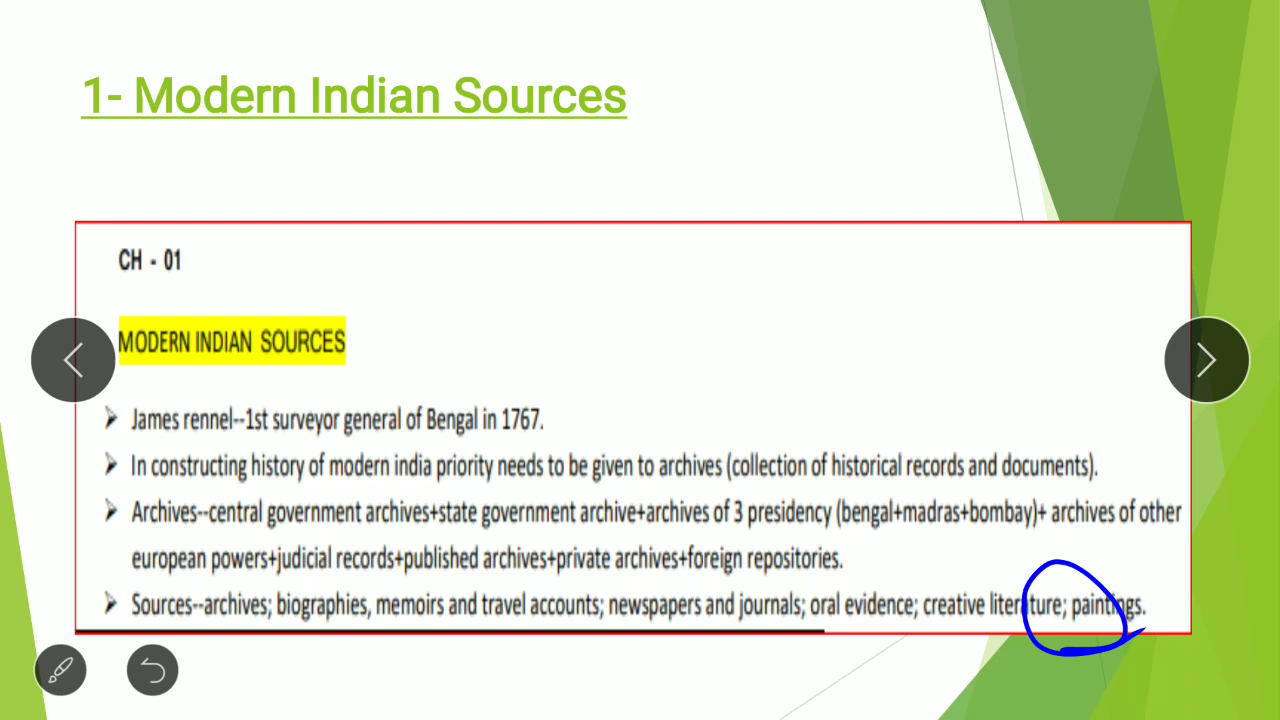 1- Modern Indian Sources
CH - 01
MODERN INDIAN SOURCES
➢ James rennel--1st surveyor general of Bengal in 1767.
➢ In constructing history of modern india priority needs to be given to archives (collection of historical records and documents).
➢ Archives--central government archives+state government archive+archives of 3 presidency (bengal+madras+bombay)+ archives of other
european powers+judicial records+published archives+private archives+foreign repositories.
➢ Sources--archives; biographies, memoirs and travel accounts; newspapers and journals; oral evidence; creative literature; paintings.